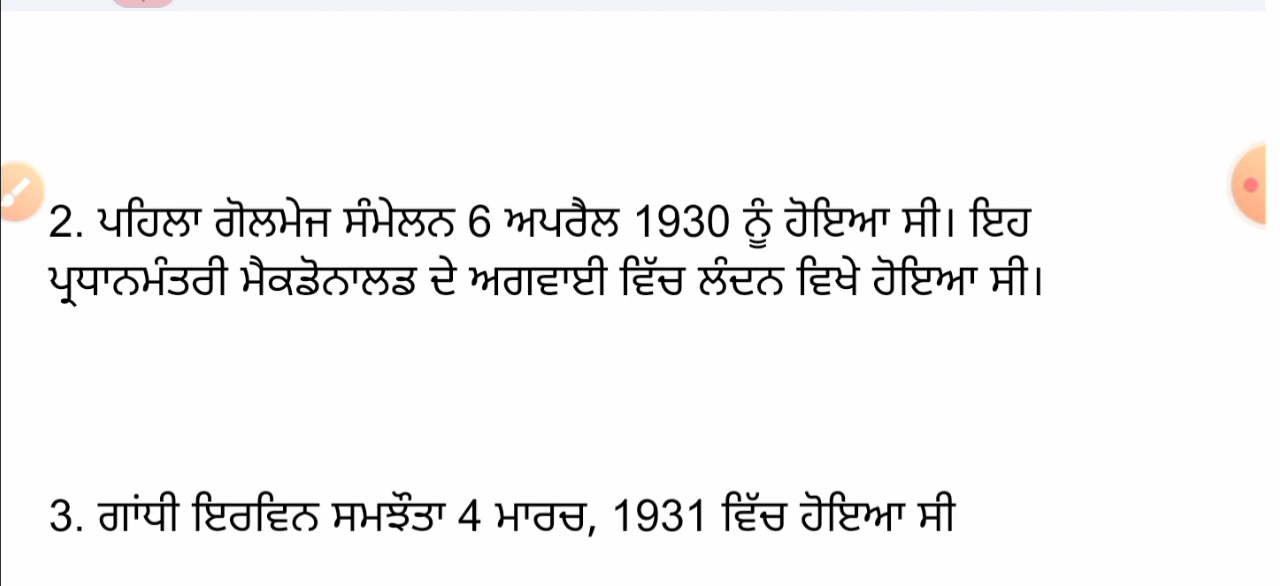 2. ਪਹਿਲਾ ਗੋਲਮੇਜ ਸੰਮੇਲਨ 6 ਅਪਰੈਲ 1930 ਨੂੰ ਹੋਇਆ ਸੀ। ਇਹ
ਪ੍ਰਧਾਨਮੰਤਰੀ ਮੈਕਡੋਨਾਲਡ ਦੇ ਅਗਵਾਈ ਵਿੱਚ ਲੰਦਨ ਵਿਖੇ ਹੋਇਆ ਸੀ।
3. ਗਾਂਧੀ ਇਰਵਿਨ ਸਮਝੌਤਾ 4 ਮਾਰਚ, 1931 ਵਿੱਚ ਹੋਇਆ ਸੀ